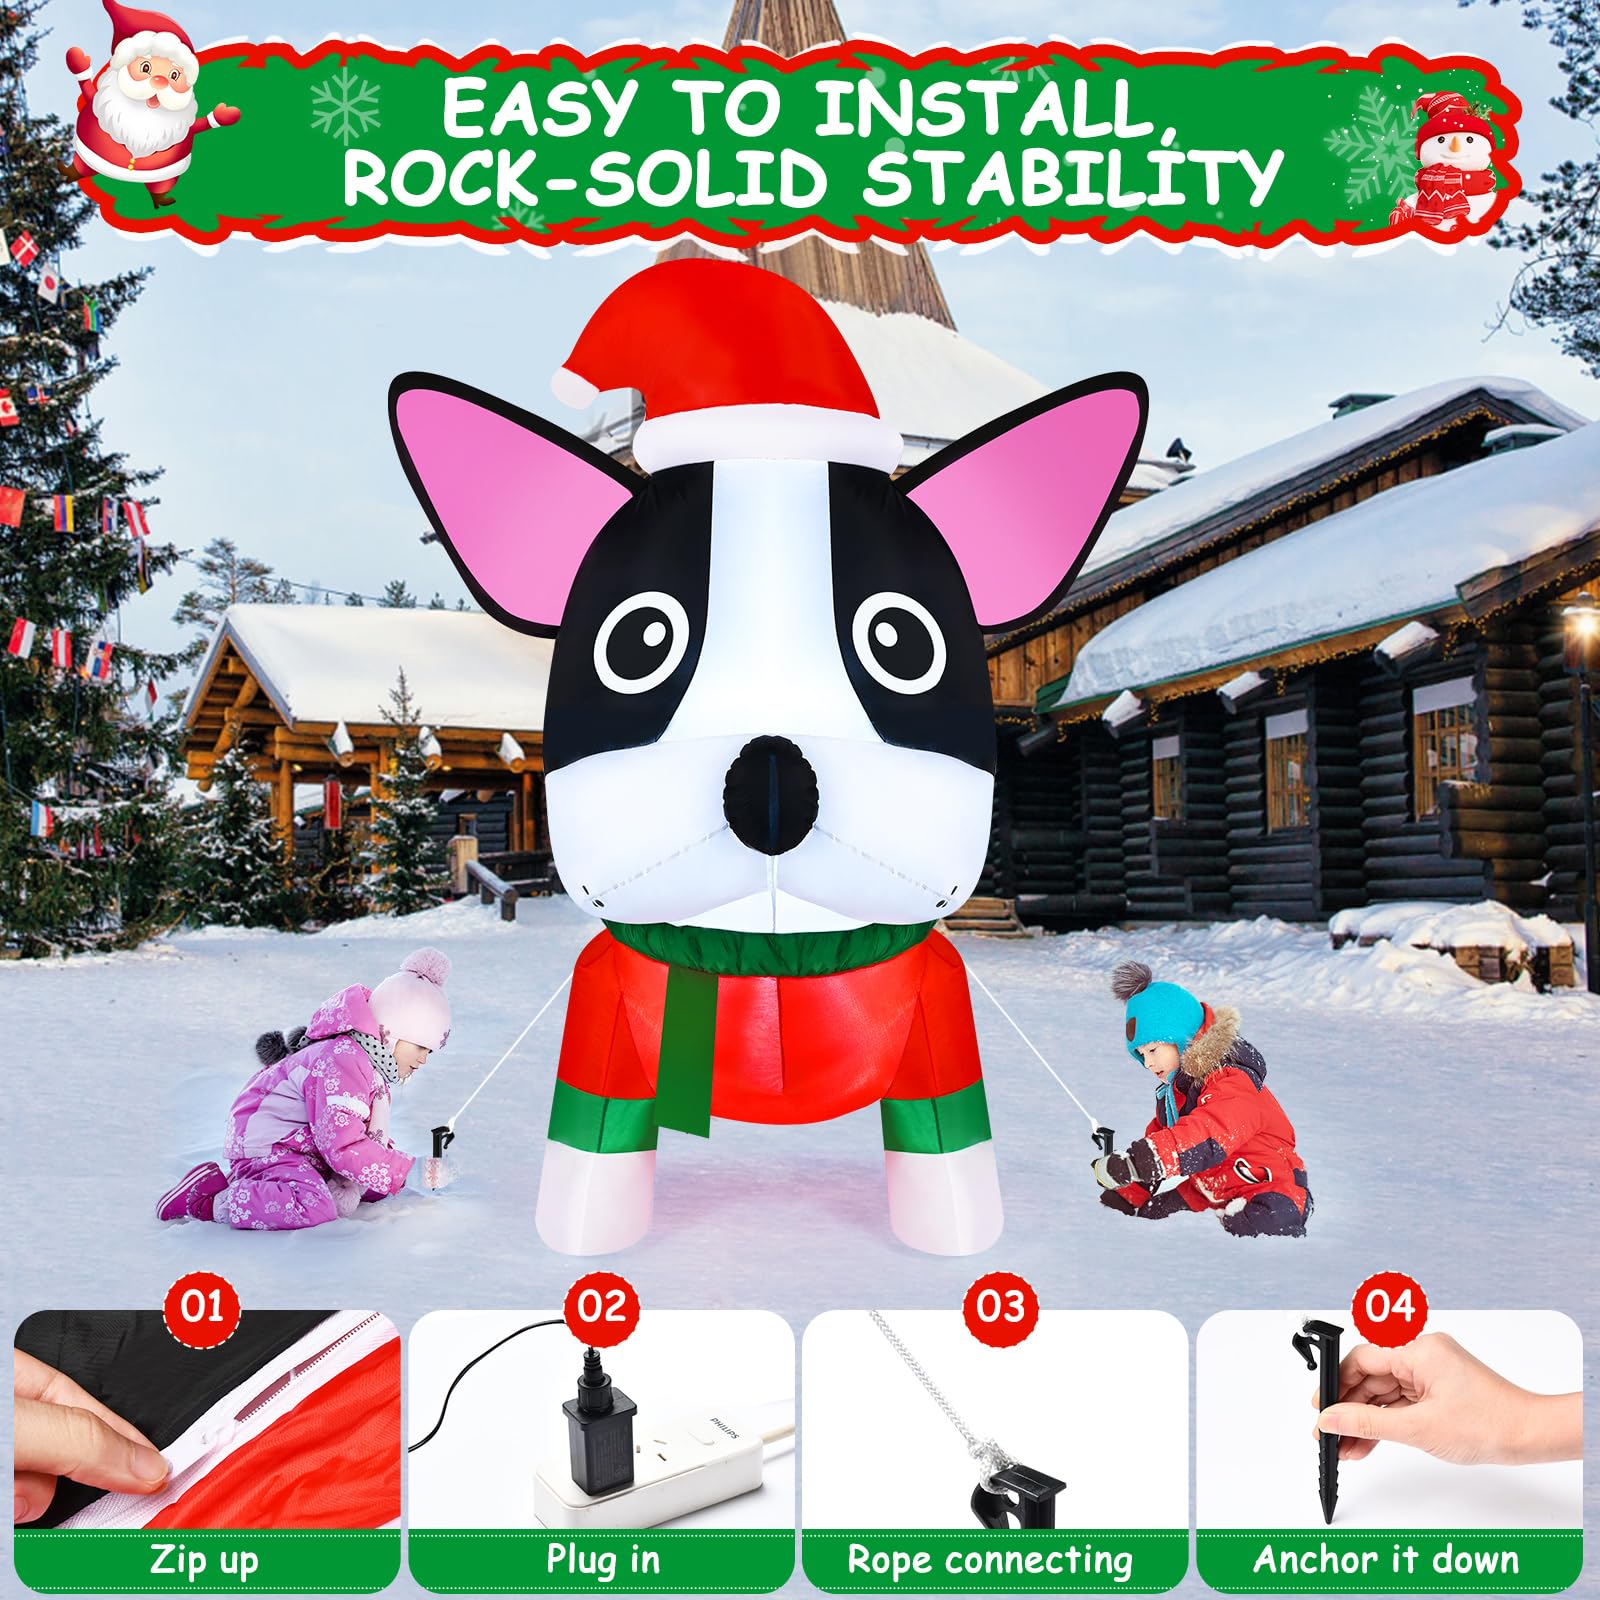 EASY TO INSTALL,
ROCK-SOLID STABILITY
01
02
03
04
PHILIPS
Zip up
Plug in
Rope connecting
Anchor it down